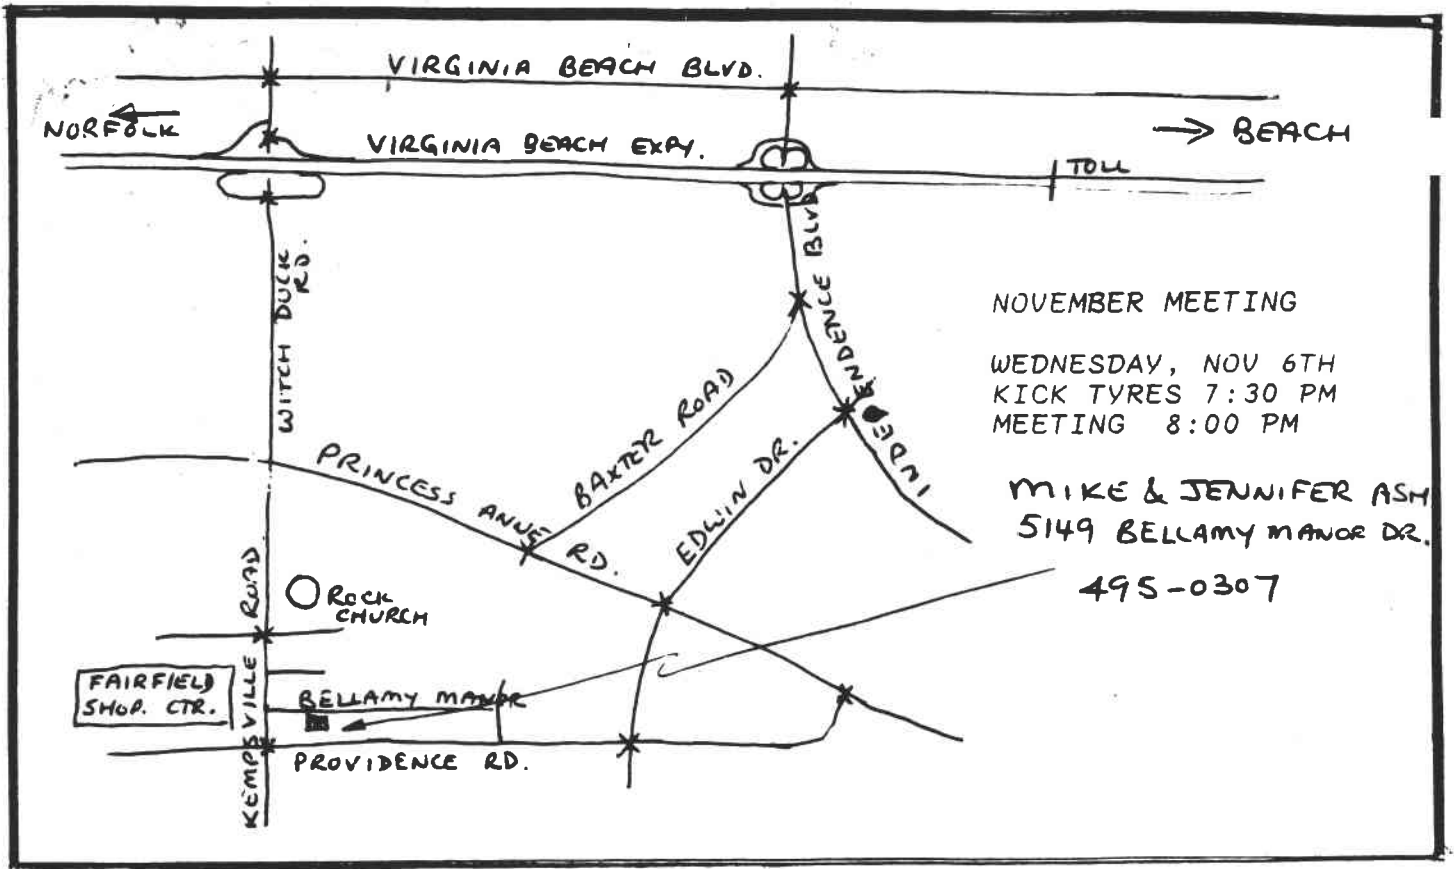 VIRGINIA BEACH BLVD.
NORFOLK
VIRGINIA BEACH EXPY.
BEACH
TOLL
WITCH DUCK
RD.
INDEPENDENCE BLVD
NOVEMBER MEETING
WEDNESDAY, NOV 6TH
KICK TYRES 7:30 PM
MEETING 8:00 PM
MIKE & JENNIFER ASH
5149 BELLAMY MANOR DR.
495-0307
PRINCESS ANNE RD.
BAXTER ROAD
EDWIN DR.
ROCK
CHURCH
KEMPSVILLE ROAD
FAIRFIELD
SHOP. CTR.
BELLAMY MANOR
PROVIDENCE RD.